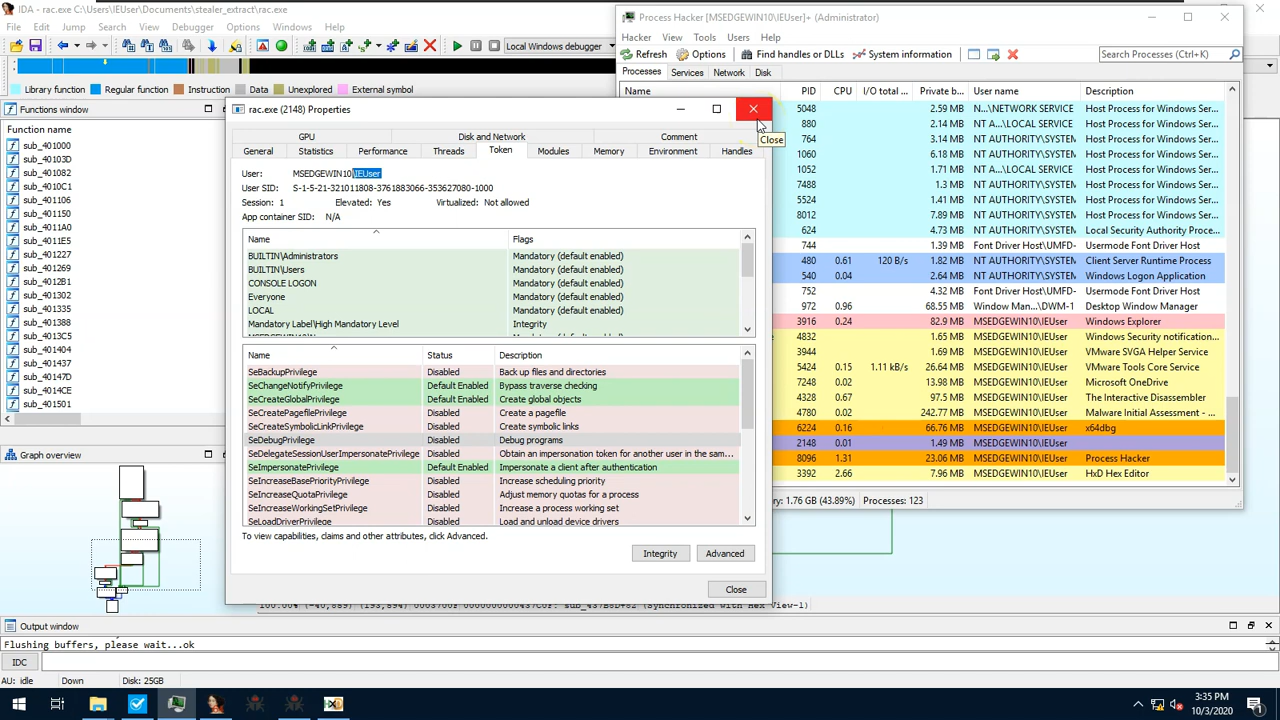 IDA - rac.exe C:\Users\IEUser\Documents\stealer_extract\rac.exe
File Edit Jump Search View Debugger Options Windows
Local Windows debugger
Library function Regular function Instruction Data Unexplored External symbol
Functions window
Function name
sub_401000
sub_40103D
sub_401082
sub_4010C1
sub_401106
sub_401150
sub_4011A0
sub_4011E5
sub_401227
sub_401269
sub_4012B1
sub_401302
sub_401335
sub_401388
sub_4013C5
sub_401404
sub_401437
sub_40147D
sub_4014CE
sub_401501
Graph overview
Output window
Flushing buffers, please wait...ok
IDC
AU: idle Down Disk: 25GB
rac.exe (2148) Properties
GPU Disk and Network Comment
General Statistics Performance Threads Token Modules Memory Environment Handles
User: MSEDGEWIN10\IEUser
User SID: S-1-5-21-321011808-3761883066-353627080-1000
Session: 1 Elevated: Yes Virtualized: Not allowed
App container SID: N/A
Name Flags
BUILTIN\Administrators Mandatory (default enabled)
BUILTIN\Users Mandatory (default enabled)
CONSOLE LOGON Mandatory (default enabled)
Everyone Mandatory (default enabled)
LOCAL Mandatory (default enabled)
Mandatory Label\High Mandatory Level Integrity
Name Status Description
SeBackupPrivilege Disabled Back up files and directories
SeChangeNotifyPrivilege Default Enabled Bypass traverse checking
SeCreateGlobalPrivilege Default Enabled Create global objects
SeCreatePagefilePrivilege Disabled Create a pagefile
SeCreateSymbolicLinkPrivilege Disabled Create symbolic links
SeDebugPrivilege Disabled Debug programs
SeDelegateSessionUserImpersonatePrivilege Disabled Obtain an impersonation token for another user in the sam...
SeImpersonatePrivilege Default Enabled Impersonate a client after authentication
SeIncreaseBasePriorityPrivilege Disabled Increase scheduling priority
SeIncreaseQuotaPrivilege Disabled Adjust memory quotas for a process
SeIncreaseWorkingSetPrivilege Disabled Increase a process working set
SeLoadDriverPrivilege Disabled Load and unload device drivers
To view capabilities, claims and other attributes, click Advanced.
Integrity Advanced
Close
Close
Process Hacker [MSEDGEWIN10\IEUser]+ (Administrator)
Hacker View Tools Users Help
Refresh Options Find handles or DLLs System information Search Processes (Ctrl+K)
Processes Services Network Disk
Name PID CPU I/O total ... Private b... User name Description
5048 2.59 MB N...\NETWORK SERVICE Host Process for Windows Ser...
880 2.14 MB NT A...\LOCAL SERVICE Host Process for Windows Ser...
764 3.14 MB NT AUTHORITY\SYSTEM Host Process for Windows Ser...
1060 6.18 MB NT AUTHORITY\SYSTEM Host Process for Windows Ser...
1052 1.71 MB NT A...\LOCAL SERVICE Host Process for Windows Ser...
7488 1.3 MB NT AUTHORITY\SYSTEM Host Process for Windows Ser...
5524 4.19 MB NT AUTHORITY\SYSTEM Host Process for Windows Ser...
8012 7.89 MB NT AUTHORITY\SYSTEM Host Process for Windows Ser...
624 4.79 MB NT AUTHORITY\SYSTEM Local Security Authority Proce...
744 1.39 MB Font Driver Host\UMFD- Usermode Font Driver Host
480 0.61 120 B/s 1.82 MB NT AUTHORITY\SYSTEM Client Server Runtime Process
540 0.04 2.64 MB NT AUTHORITY\SYSTEM Windows Logon Application
752 3.42 MB Font Driver Host\UMFD- Usermode Font Driver Host
972 0.96 68.55 MB Window Man...\DWM-1 Desktop Window Manager
3916 0.24 82.9 MB MSEDGEWIN10\IEUser Windows Explorer
4832 1.65 MB MSEDGEWIN10\IEUser Windows Security notification...
3944 1.69 MB MSEDGEWIN10\IEUser VMware SVGA Helper Service
5424 0.15 1.11 kB/s 26.64 MB MSEDGEWIN10\IEUser VMware Tools Core Service
7248 0.02 13.98 MB MSEDGEWIN10\IEUser Microsoft OneDrive
4328 0.67 97.5 MB MSEDGEWIN10\IEUser The Interactive Disassembler
4780 0.02 242.77 MB MSEDGEWIN10\IEUser Malware Initial Assessment - ...
6224 0.16 66.76 MB MSEDGEWIN10\IEUser x64dbg
2148 0.01 1.49 MB MSEDGEWIN10\IEUser
8096 1.31 23.06 MB MSEDGEWIN10\IEUser Process Hacker
3392 2.66 7.96 MB MSEDGEWIN10\IEUser HxD Hex Editor
1.76 GB (43.89%) Processes: 123
3:35 PM
10/3/2020